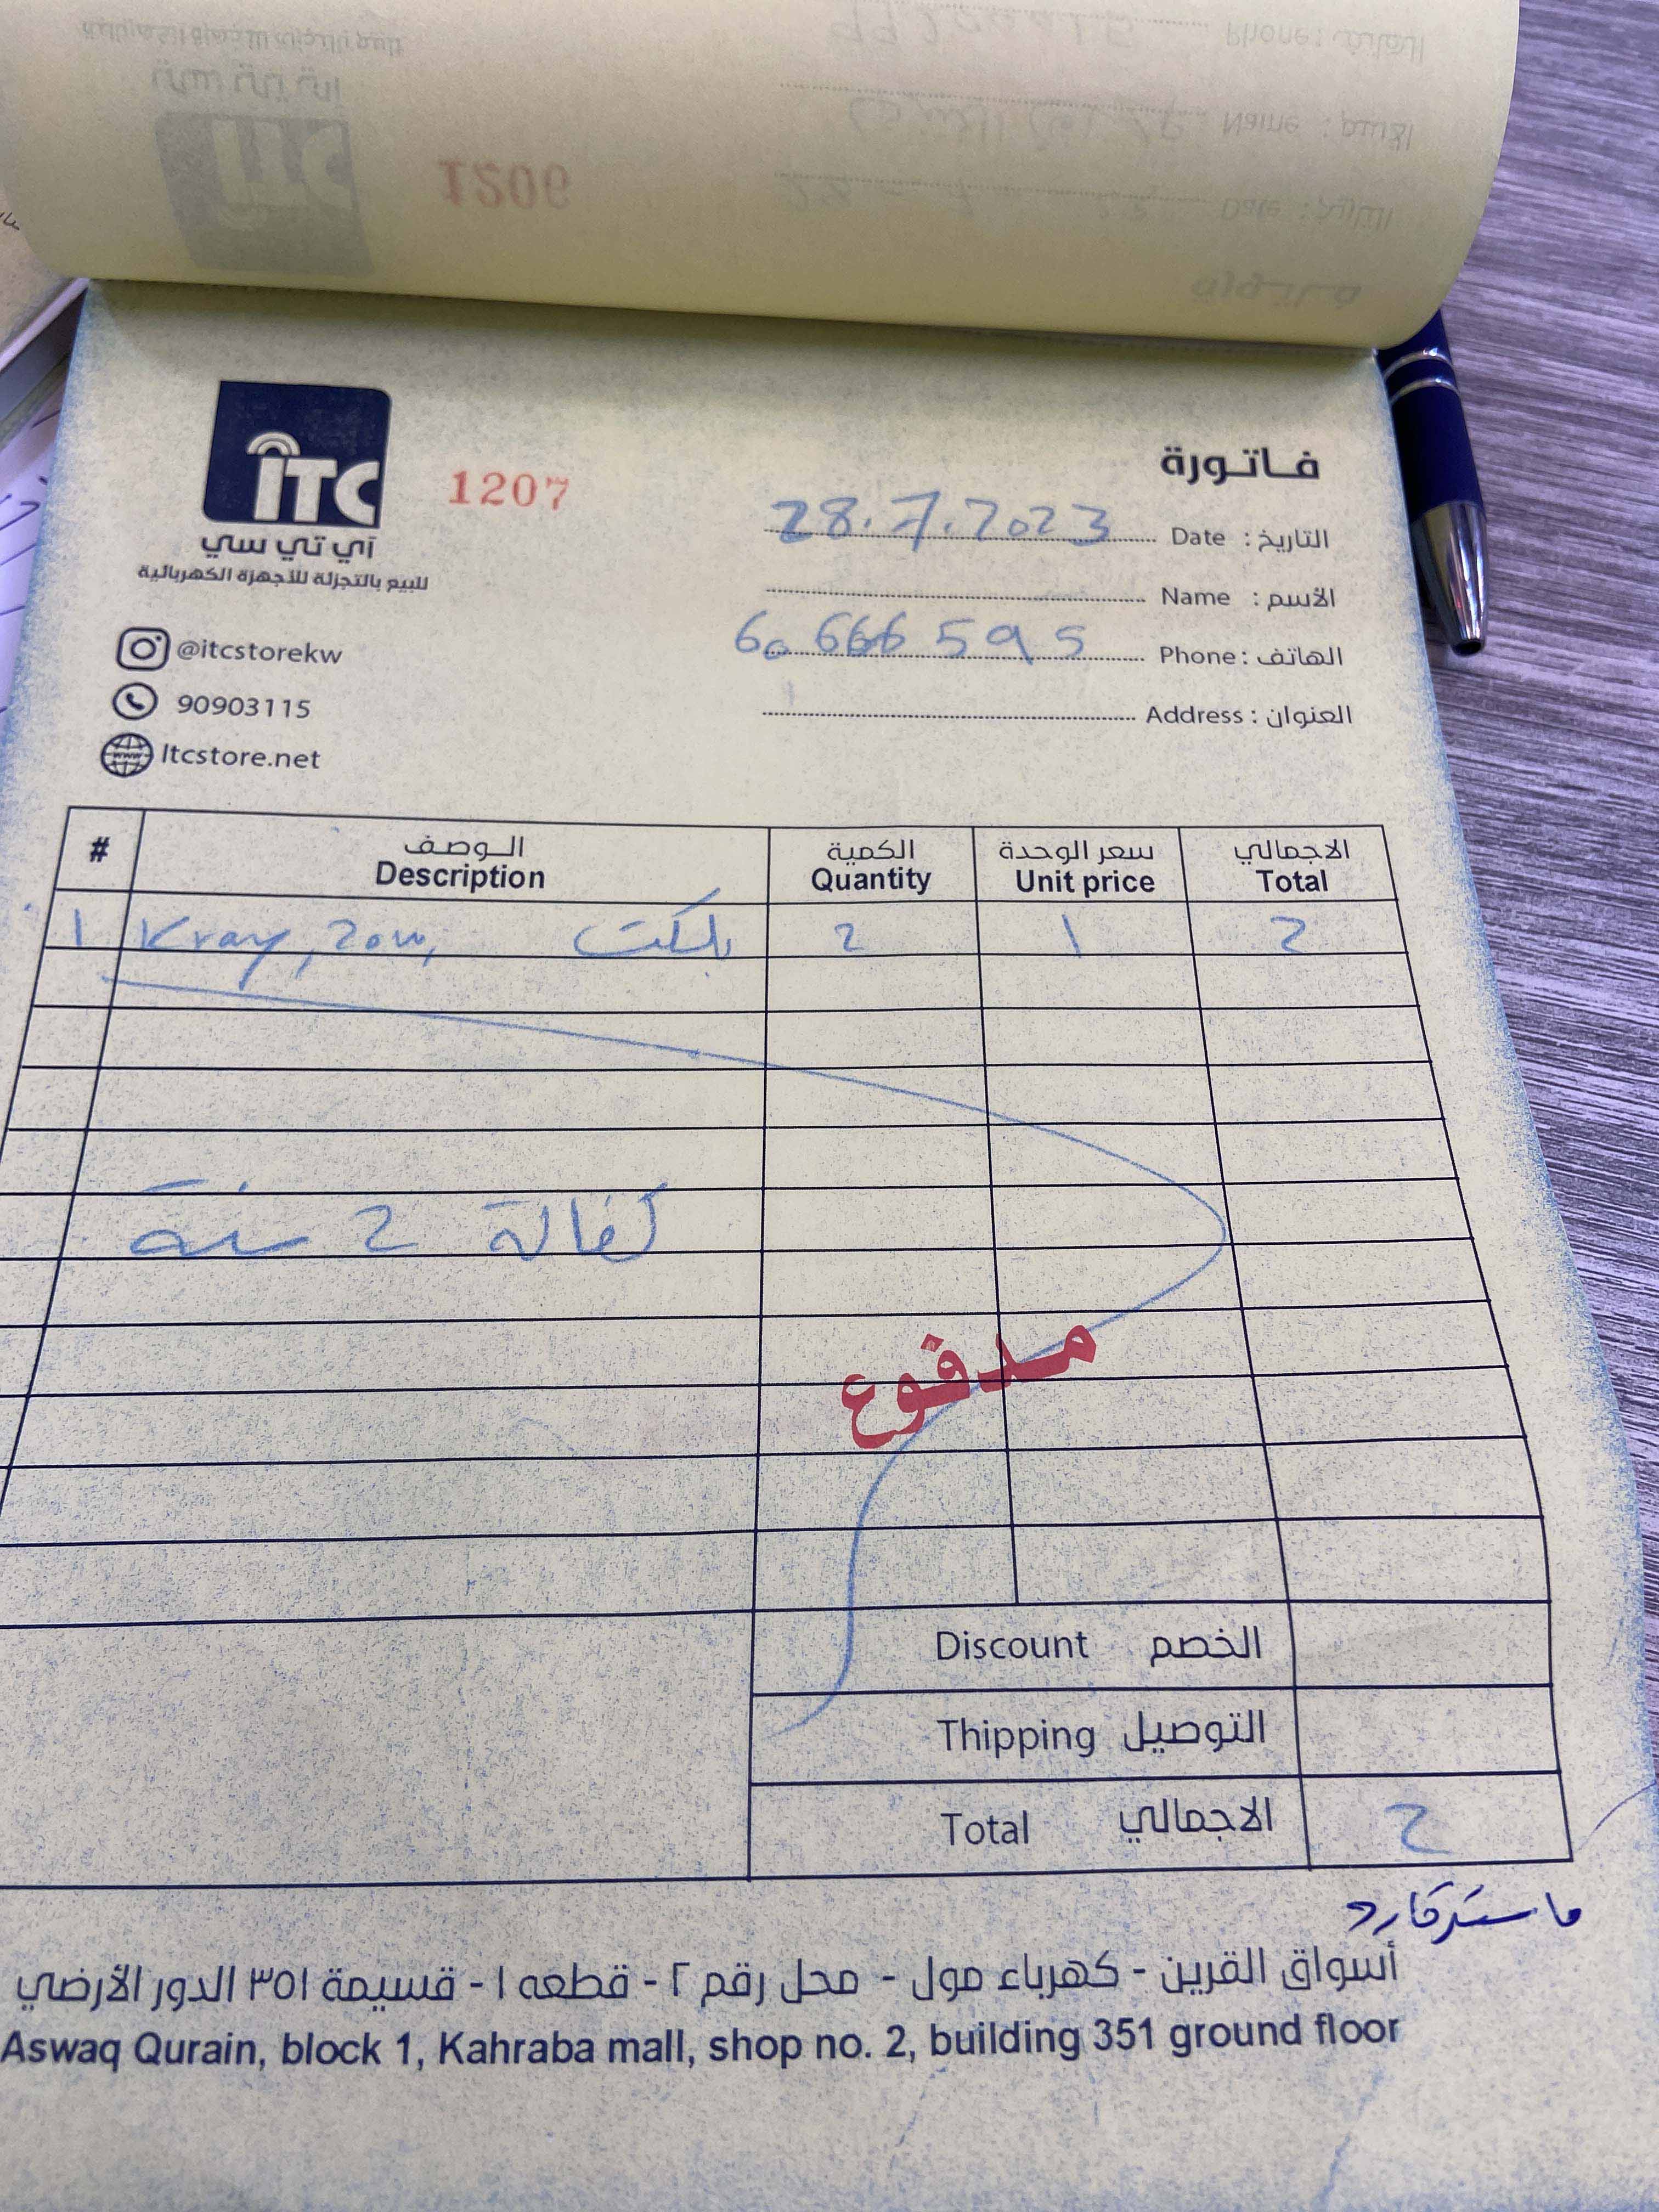 1206
ITC
آي تي سي
للبيع بالتجزئة للأجهزة الكهربائية
1207
فاتورة
التاريخ : Date 28.7.2023
الأسم : Name
الهاتف : Phone 60666595
العنوان : Address
@itcstorekw
90903115
Itcstore.net
# الوصف الكمية سعر الوحدة الاجمالي
Description Quantity Unit price Total
1 Kray, 20w, 2 1 2
كفالة 2 سنة
مدفوع
Discount الخصم
Thipping التوصيل
Total الاجمالي 2
ماستركارد
أسواق القرين - كهرباء مول - محل رقم ٢ - قطعه ١ - قسيمة ٣٥١ الدور الأرضي
Aswaq Qurain, block 1, Kahraba mall, shop no. 2, building 351 ground floor